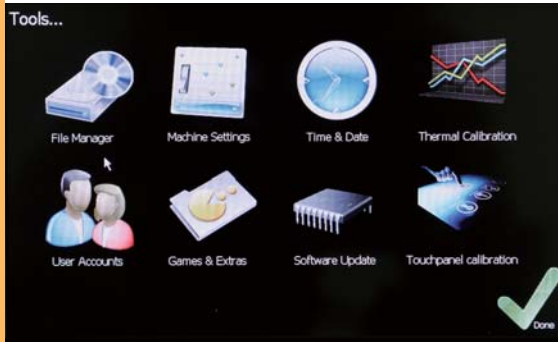 Tools...
File Manager
Machine Settings
Time & Date
Thermal Calibration
User Accounts
Games & Extras
Software Update
Touchpanel calibration
Done